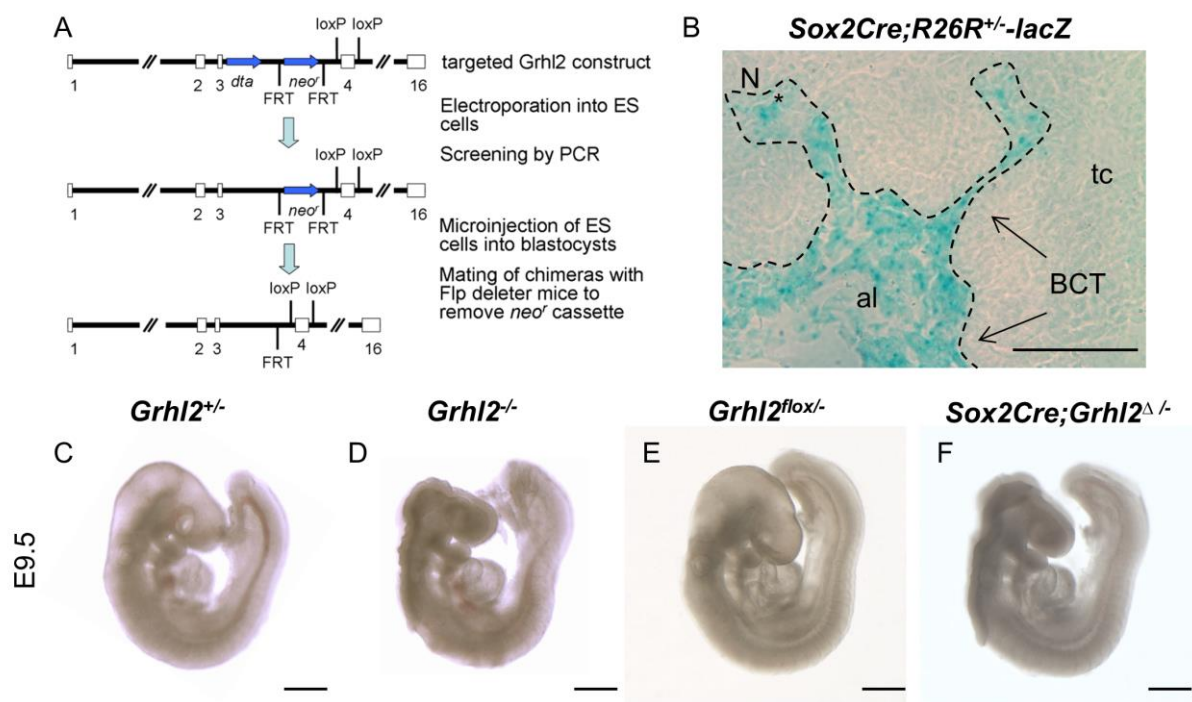 A
loxP loxP
1 // 2 3 dta neoʳ 4 // 16
FRT FRT
targeted Grhl2 construct
Electroporation into ES
cells
Screening by PCR
loxP loxP
1 // 2 3 neoʳ 4 // 16
FRT FRT
Microinjection of ES
cells into blastocysts
Mating of chimeras with
Flp deleter mice to
remove neoʳ cassette
loxP loxP
1 // 2 3 4 // 16
FRT
B
Sox2Cre;R26R+/--lacZ
N
*
tc
BCT
al
Grhl2+/-
Grhl2-/-
Grhl2flox/-
Sox2Cre;Grhl2Δ /-
C
D
E
F
E9.5